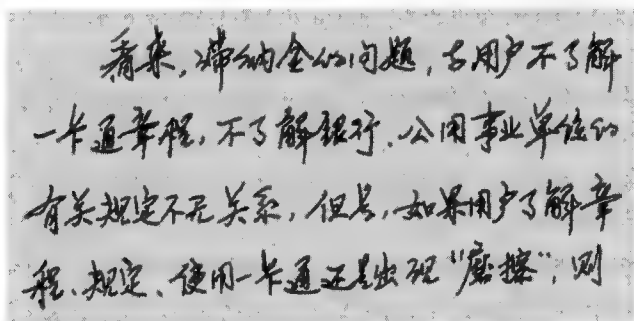 看来,滞纳金的问题,与用户不了解
一卡通章程,不了解银行、公用事业单位的
有关规定不无关系,但是,如果用户了解章
程、规定、使用一卡通还是出现“磨擦”,则